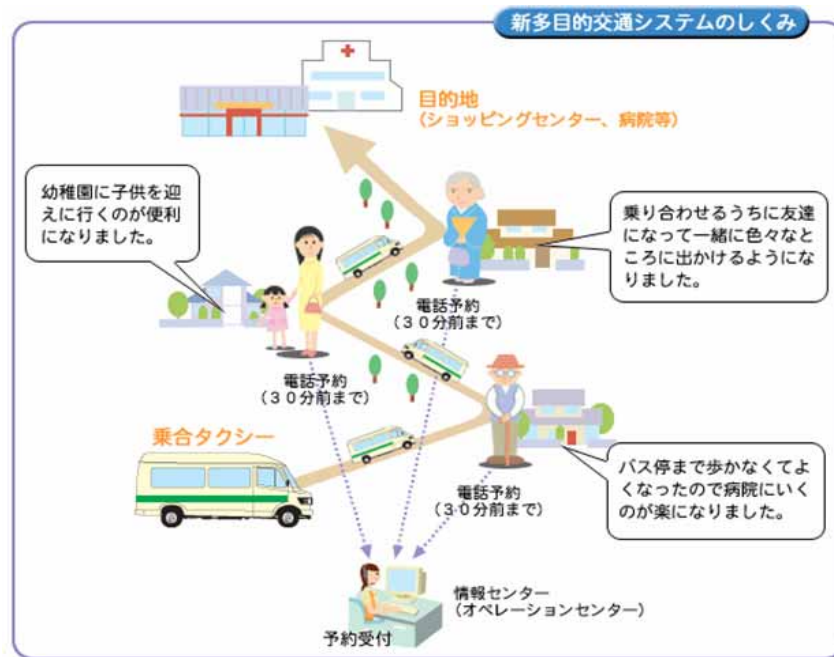 新多目的交通システムのしくみ
目的地
（ショッピングセンター、病院等）
幼稚園に子供を迎
えに行くのが便利
になりました。
乗り合わせるうちに友達
になって一緒に色々なと
ころに出かけるようにな
りました。
電話予約
（３０分前まで）
電話予約
（３０分前まで）
乗合タクシー
バス停まで歩かなくてよ
くなったので病院にいく
のが楽になりました。
電話予約
（３０分前まで）
情報センター
（オペレーションセンター）
予約受付